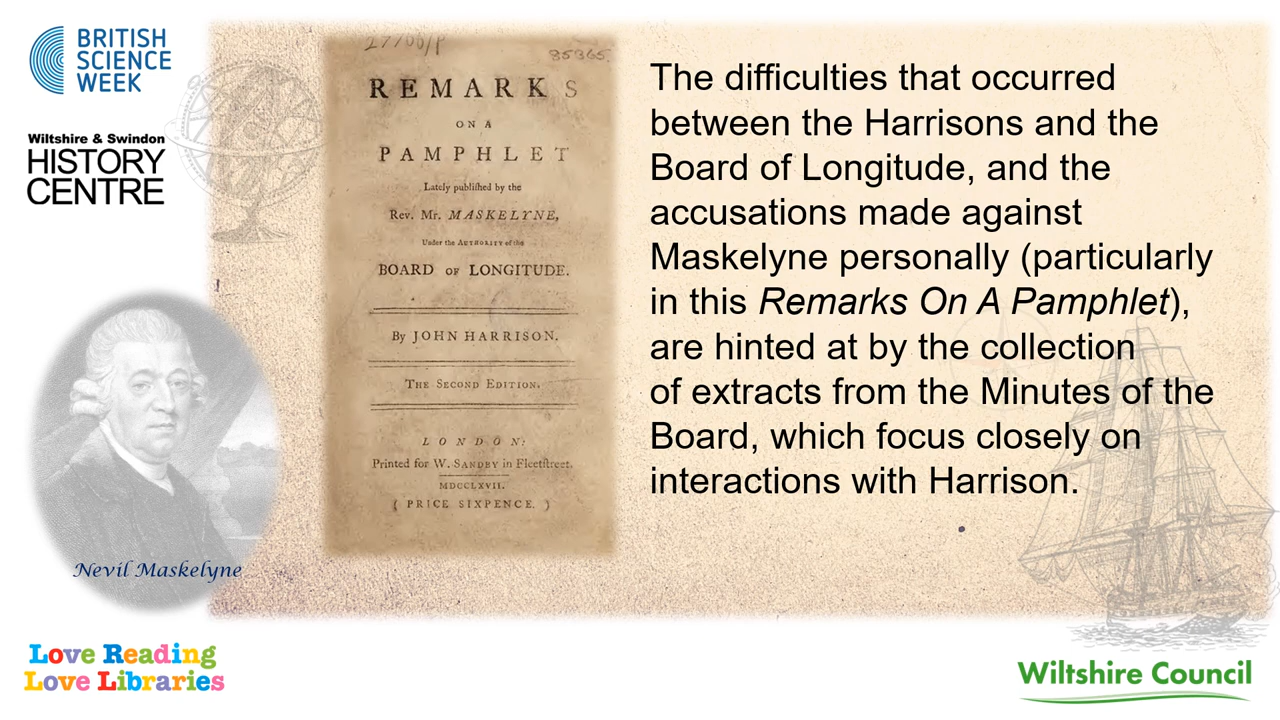 BRITISH
SCIENCE
WEEK
Wiltshire & Swindon
HISTORY
CENTRE
Nevil Maskelyne
Love Reading
Love Libraries
85365
REMARKS
ON A
PAMPHLET
Lately publiſhed by the
Rev. Mr. MASKELYNE,
Under the AUTHORITY of the
BOARD OF LONGITUDE.
By JOHN HARRISON.
THE SECOND EDITION.
LONDON:
Printed for W. SANDBY in Fleetſtreet.
MDCCLXVII.
( PRICE SIXPENCE. )
The difficulties that occurred
between the Harrisons and the
Board of Longitude, and the
accusations made against
Maskelyne personally (particularly
in this Remarks On A Pamphlet),
are hinted at by the collection
of extracts from the Minutes of the
Board, which focus closely on
interactions with Harrison.
Wiltshire Council